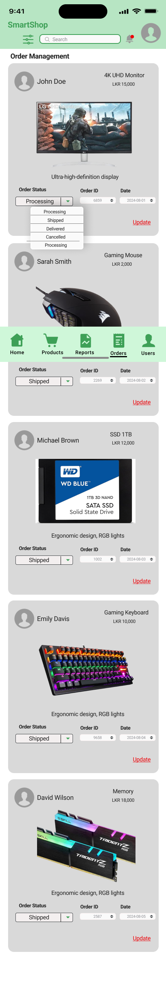 9:41
SmartShop
Search
Order Management
John Doe
4K UHD Monitor
LKR 15,000
LG UHD Monitor
LG
Ultra-high-definition display
Order Status
Order ID
Date
Processing
6859
2024-08-01
Processing
Shipped
Delivered
Cancelled
Processing
Update
Sarah Smith
Gaming Mouse
LKR 2,000
Home
Products
Reports
Orders
Users
Order Status
Order ID
Date
Shipped
2269
2024-08-02
Update
Michael Brown
SSD 1TB
LKR 12,000
WD
WD BLUE™
1TB 3D NAND
SATA SSD
Solid State Drive
Ergonomic design, RGB lights
Order Status
Order ID
Date
Shipped
1002
2024-08-03
Update
Emily Davis
Gaming Keyboard
LKR 10,000
Ergonomic design, RGB lights
Order Status
Order ID
Date
Shipped
9658
2024-08-04
Update
David Wilson
Memory
LKR 18,000
G.SKILL
TRIDENT Z
RGB
SKILL
TRIDENT Z
RGB
Ergonomic design, RGB lights
Order Status
Order ID
Date
Shipped
2587
2024-08-05
Update